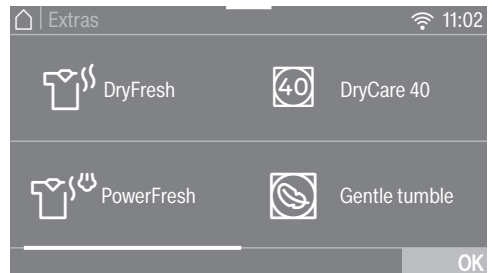 Extras 11:02
DryFresh
40 DryCare 40
PowerFresh
Gentle tumble
OK